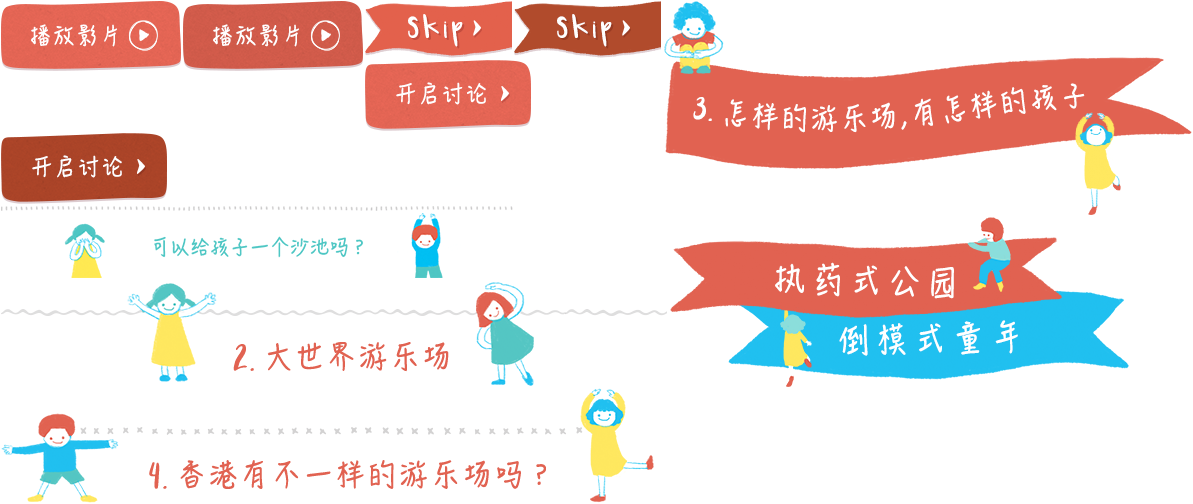 播放影片
播放影片
Skip
Skip
开启讨论
开启讨论
可以给孩子一个沙池吗？
2. 大世界游乐场
4. 香港有不一样的游乐场吗？
3. 怎样的游乐场,有怎样的孩子
执药式公园
倒模式童年